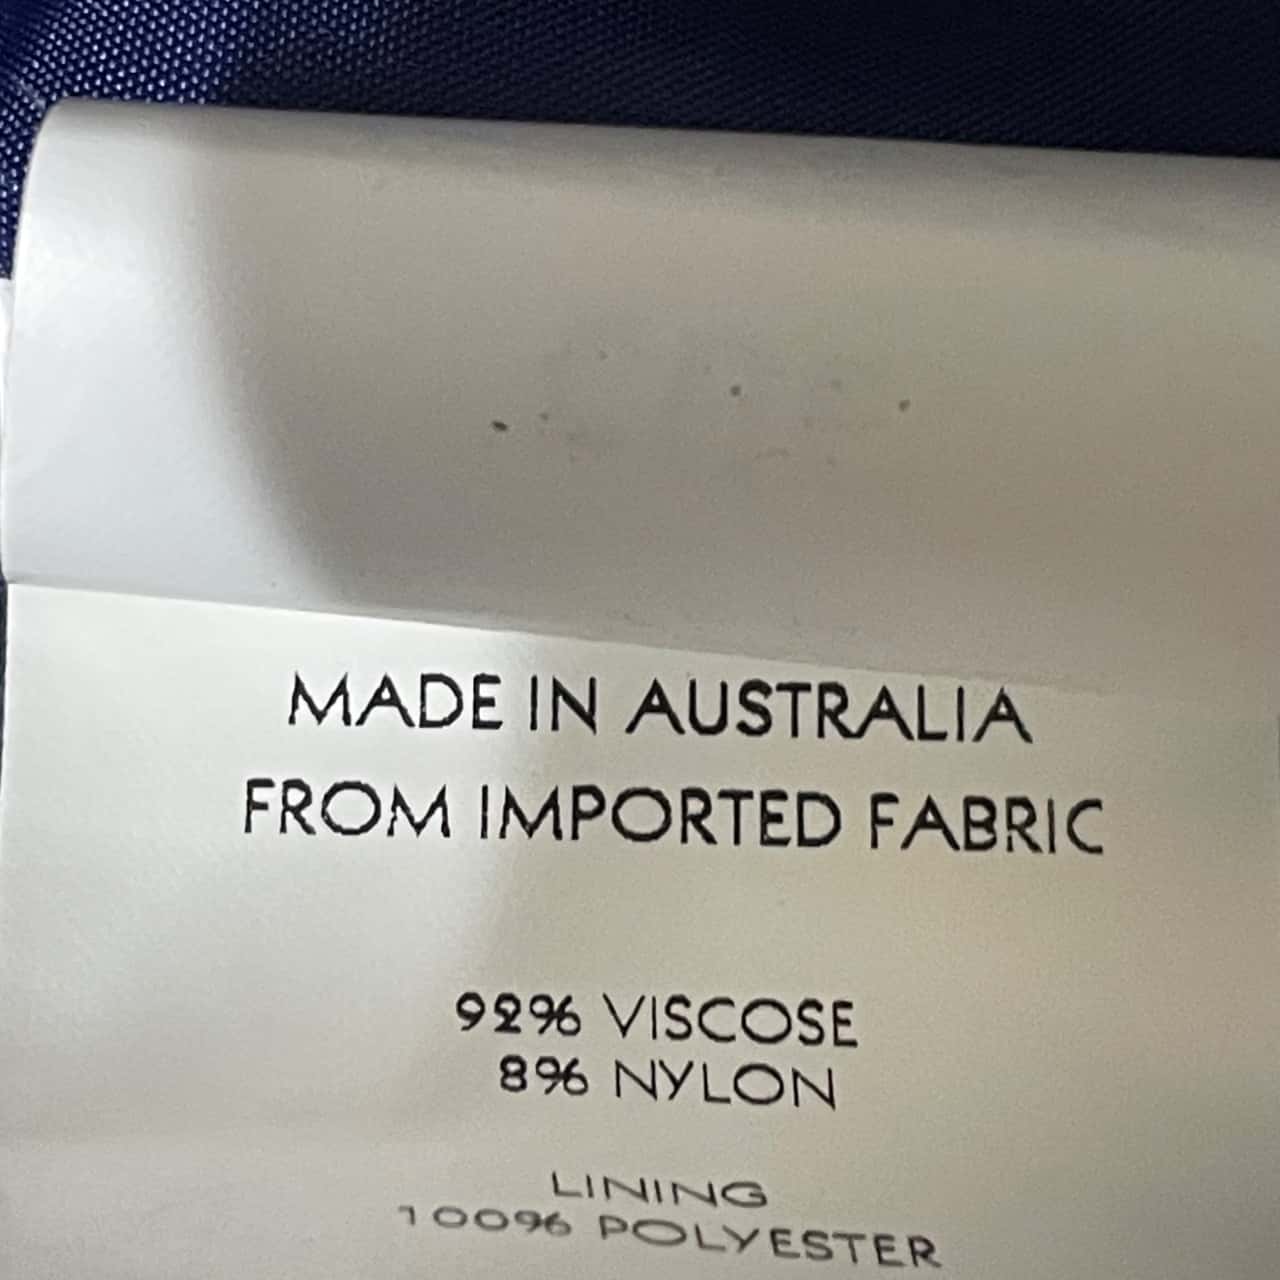 MADE IN AUSTRALIA
FROM IMPORTED FABRIC
92% VISCOSE
8% NYLON
LINING
100% POLYESTER